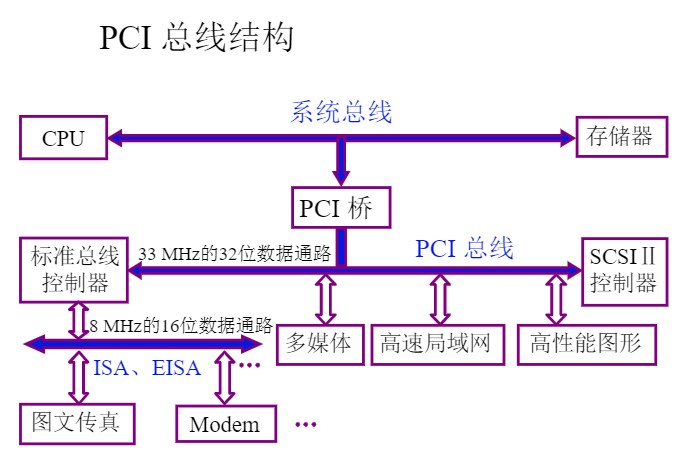 PCI 总线结构
系统总线
CPU
存储器
PCI 桥
33 MHz的32位数据通路
PCI 总线
标准总线
控制器
SCSIⅡ
控制器
8 MHz的16位数据通路
多媒体
高速局域网
高性能图形
ISA、EISA
···
图文传真
Modem
···